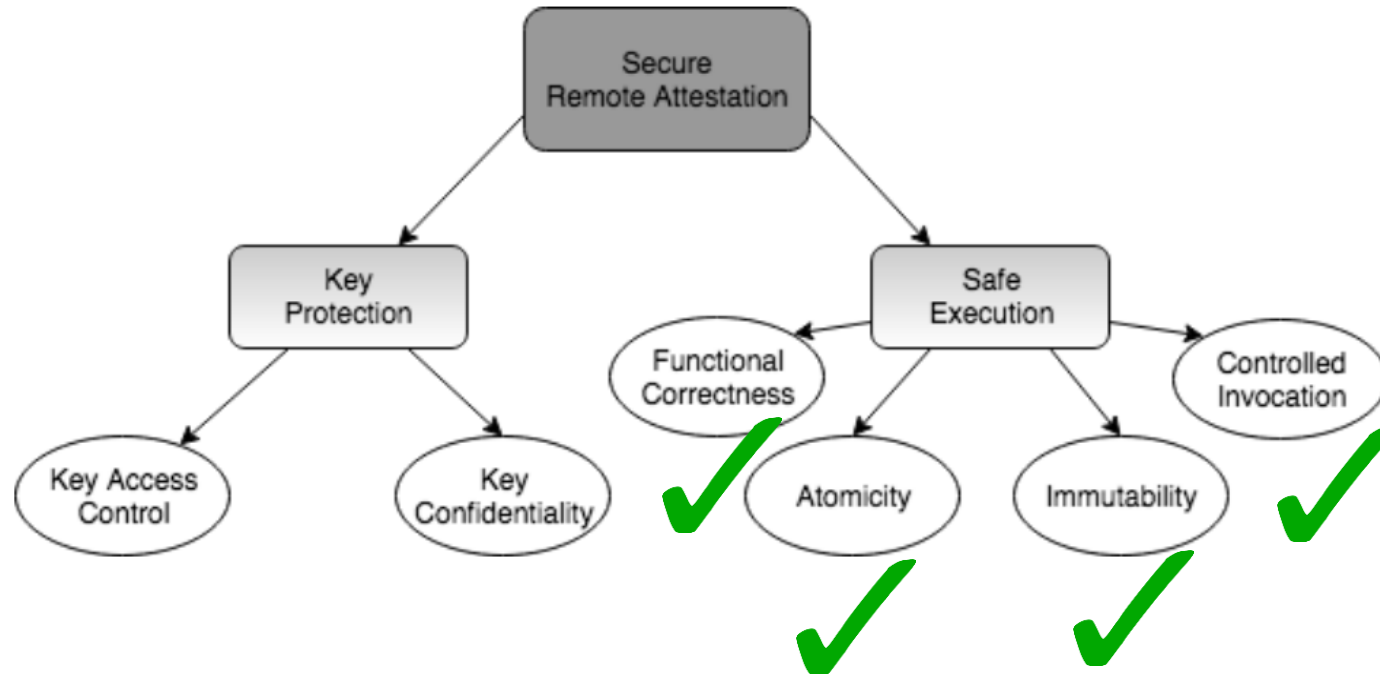 Secure
Remote Attestation
Key
Protection
Safe
Execution
Functional
Correctness
Controlled
Invocation
Key Access
Control
Key
Confidentiality
Atomicity
Immutability